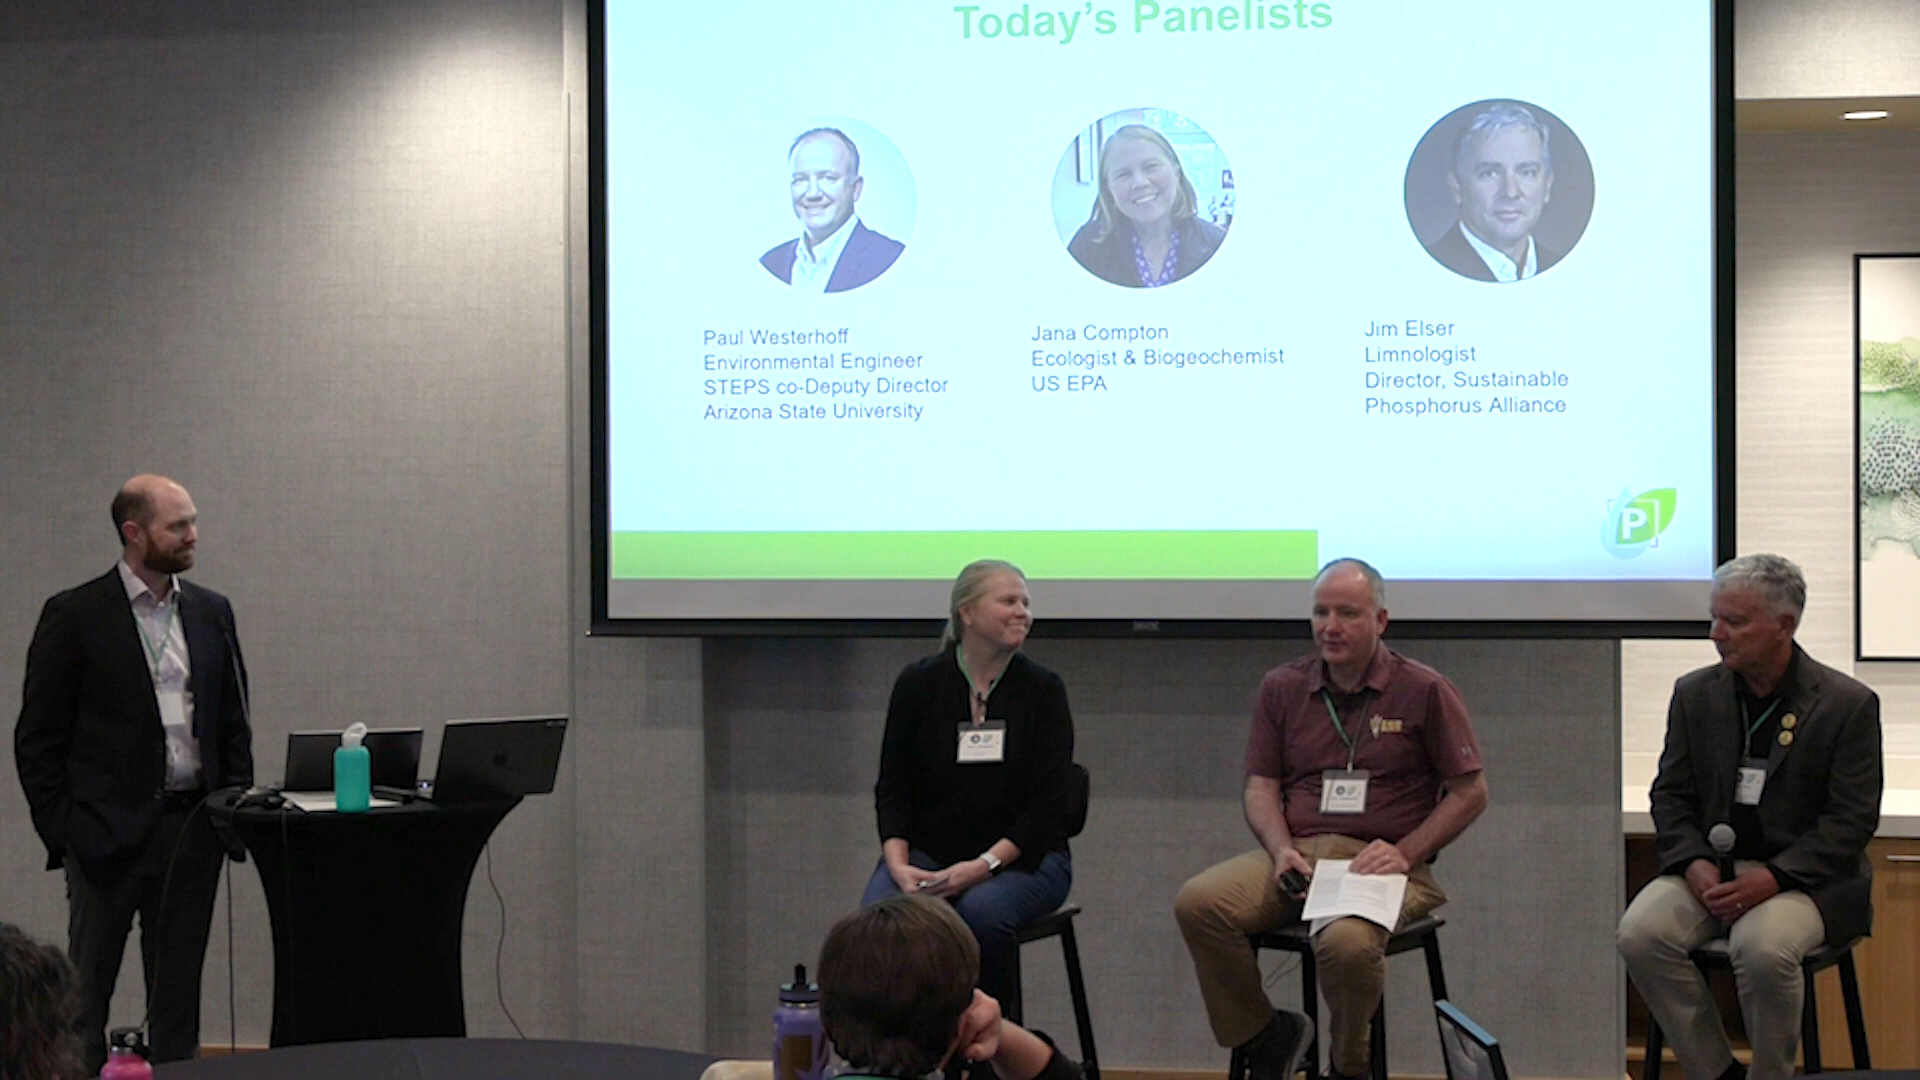 Today's Panelists
Paul Westerhoff
Environmental Engineer
STEPS co-Deputy Director
Arizona State University
Jana Compton
Ecologist & Biogeochemist
US EPA
Jim Elser
Limnologist
Director, Sustainable
Phosphorus Alliance
P
ASU